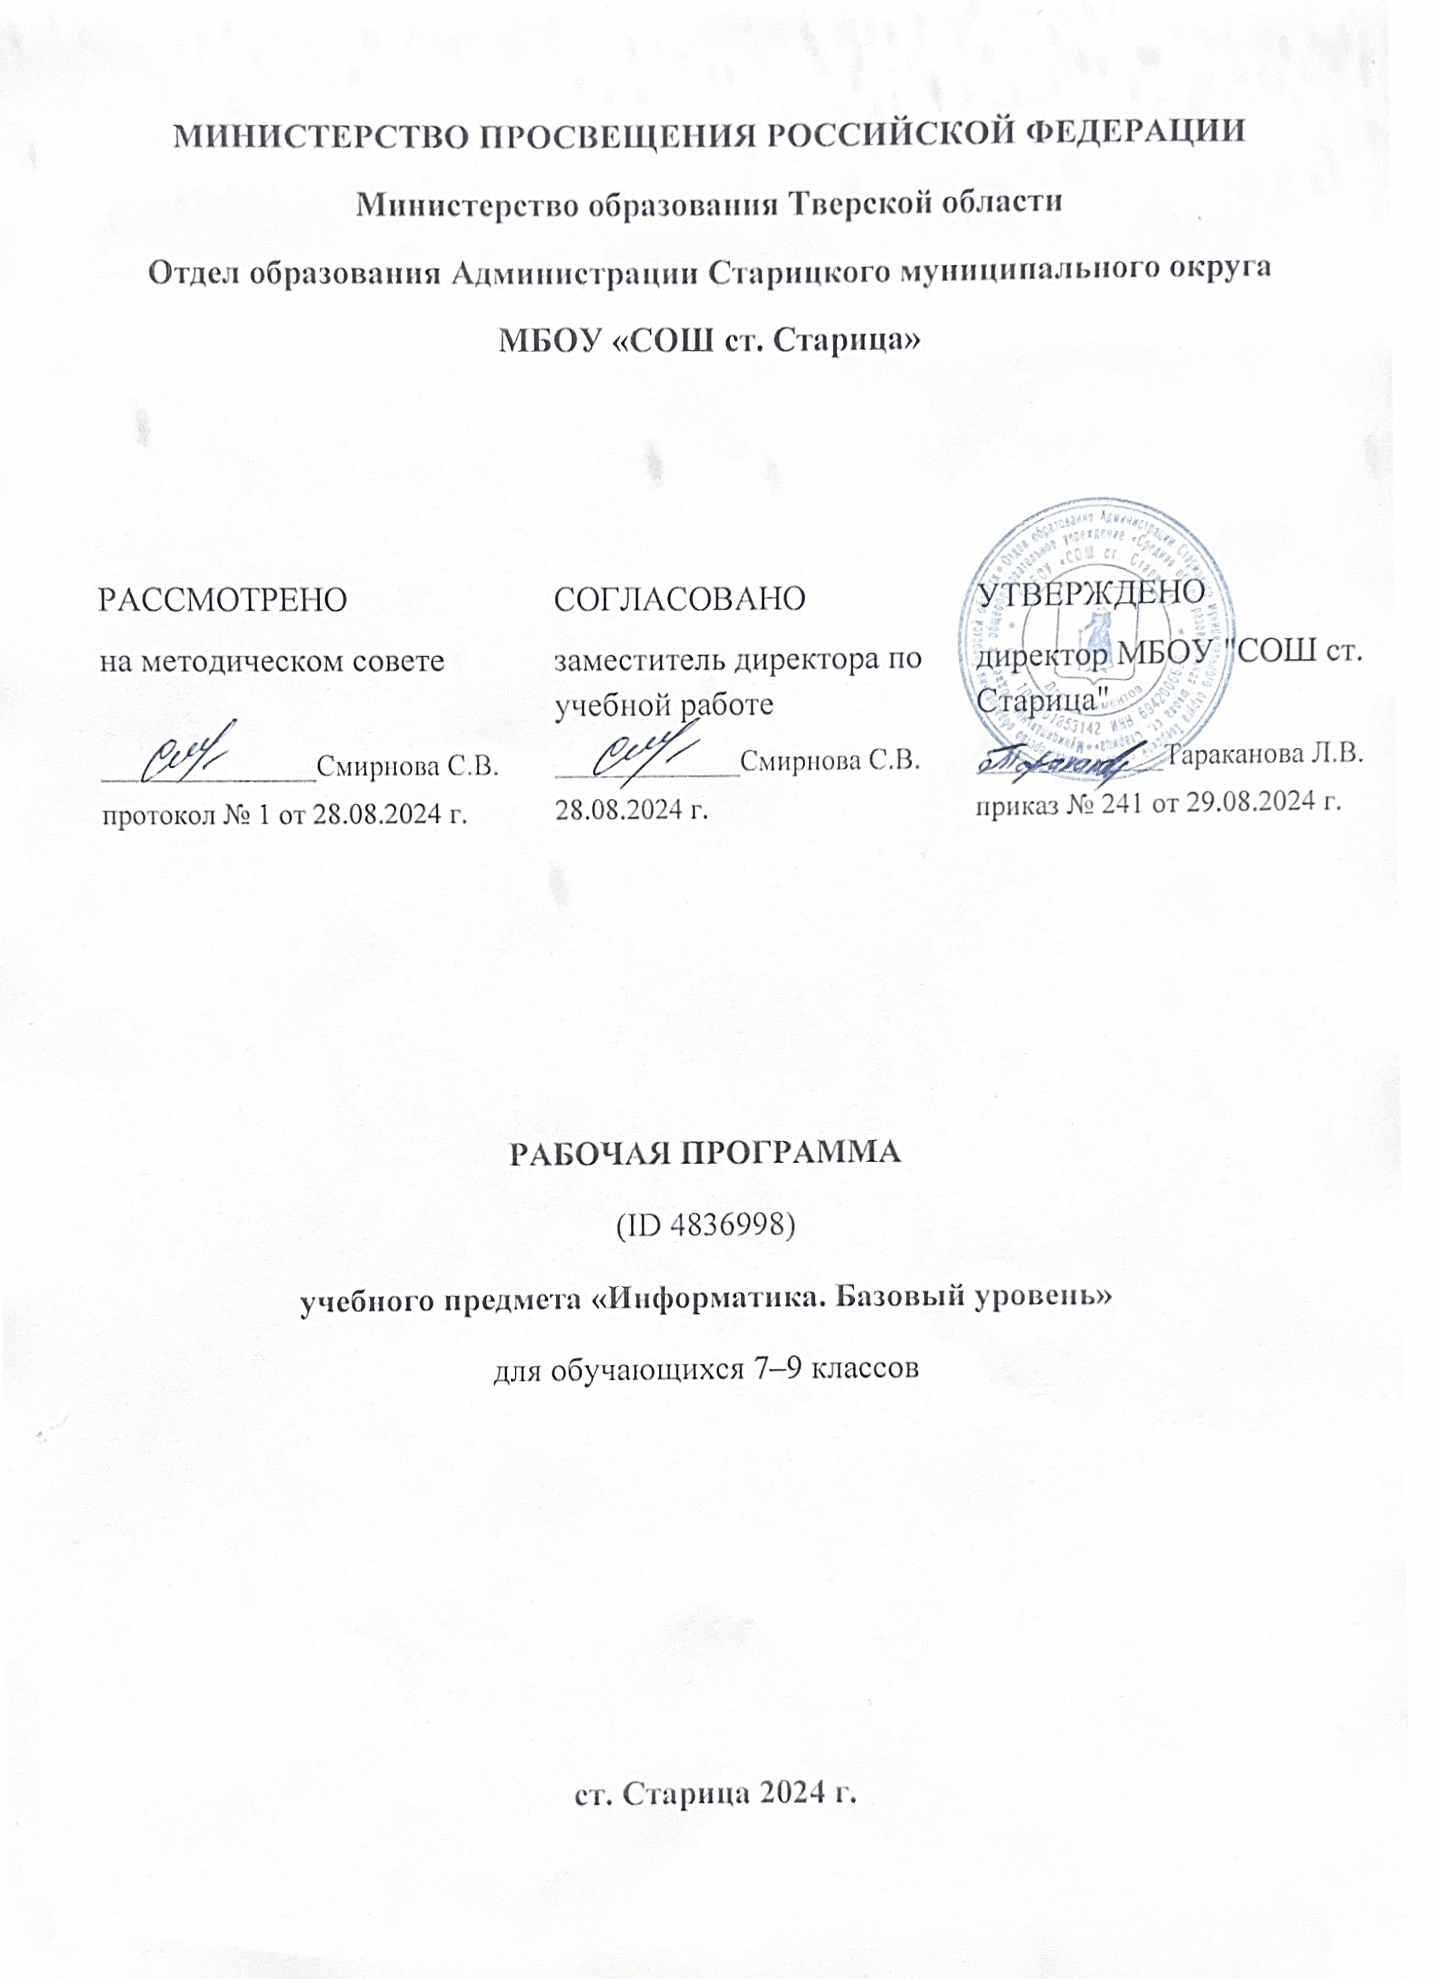 МИНИСТЕРСТВО ПРОСВЕЩЕНИЯ РОССИЙСКОЙ ФЕДЕРАЦИИ
Министерство образования Тверской области
Отдел образования Администрации Старицкого муниципального округа
МБОУ «СОШ ст. Старица»
РАССМОТРЕНО
на методическом совете
Смирнова С.В.
протокол № 1 от 28.08.2024 г.
СОГЛАСОВАНО
заместитель директора по
учебной работе
Смирнова С.В.
28.08.2024 г.
УТВЕРЖДЕНО
директор МБОУ "СОШ ст.
Старица"
Тараканова Л.В.
приказ № 241 от 29.08.2024 г.
РАБОЧАЯ ПРОГРАММА
(ID 4836998)
учебного предмета «Информатика. Базовый уровень»
для обучающихся 7–9 классов
ст. Старица 2024 г.